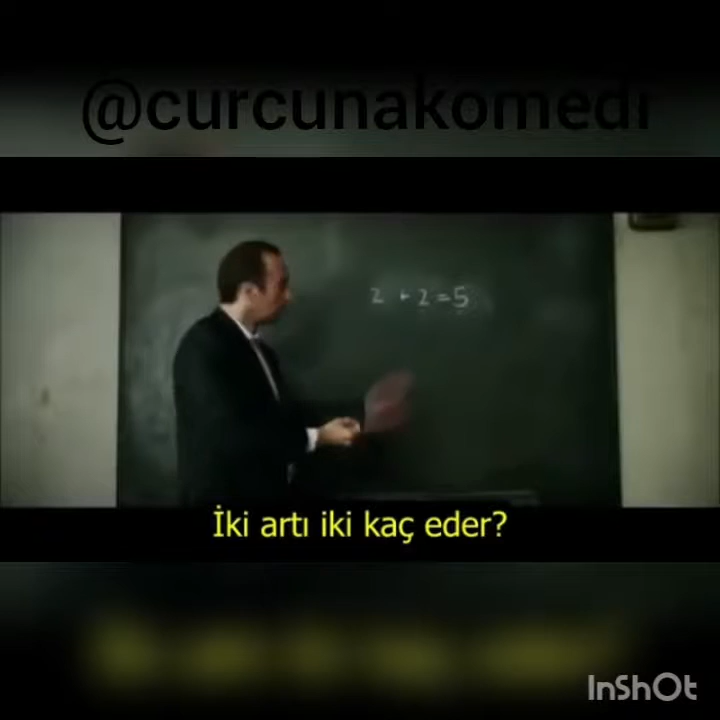 @curcunakomedi
2 + 2 = 5
İki artı iki kaç eder?
InShOt